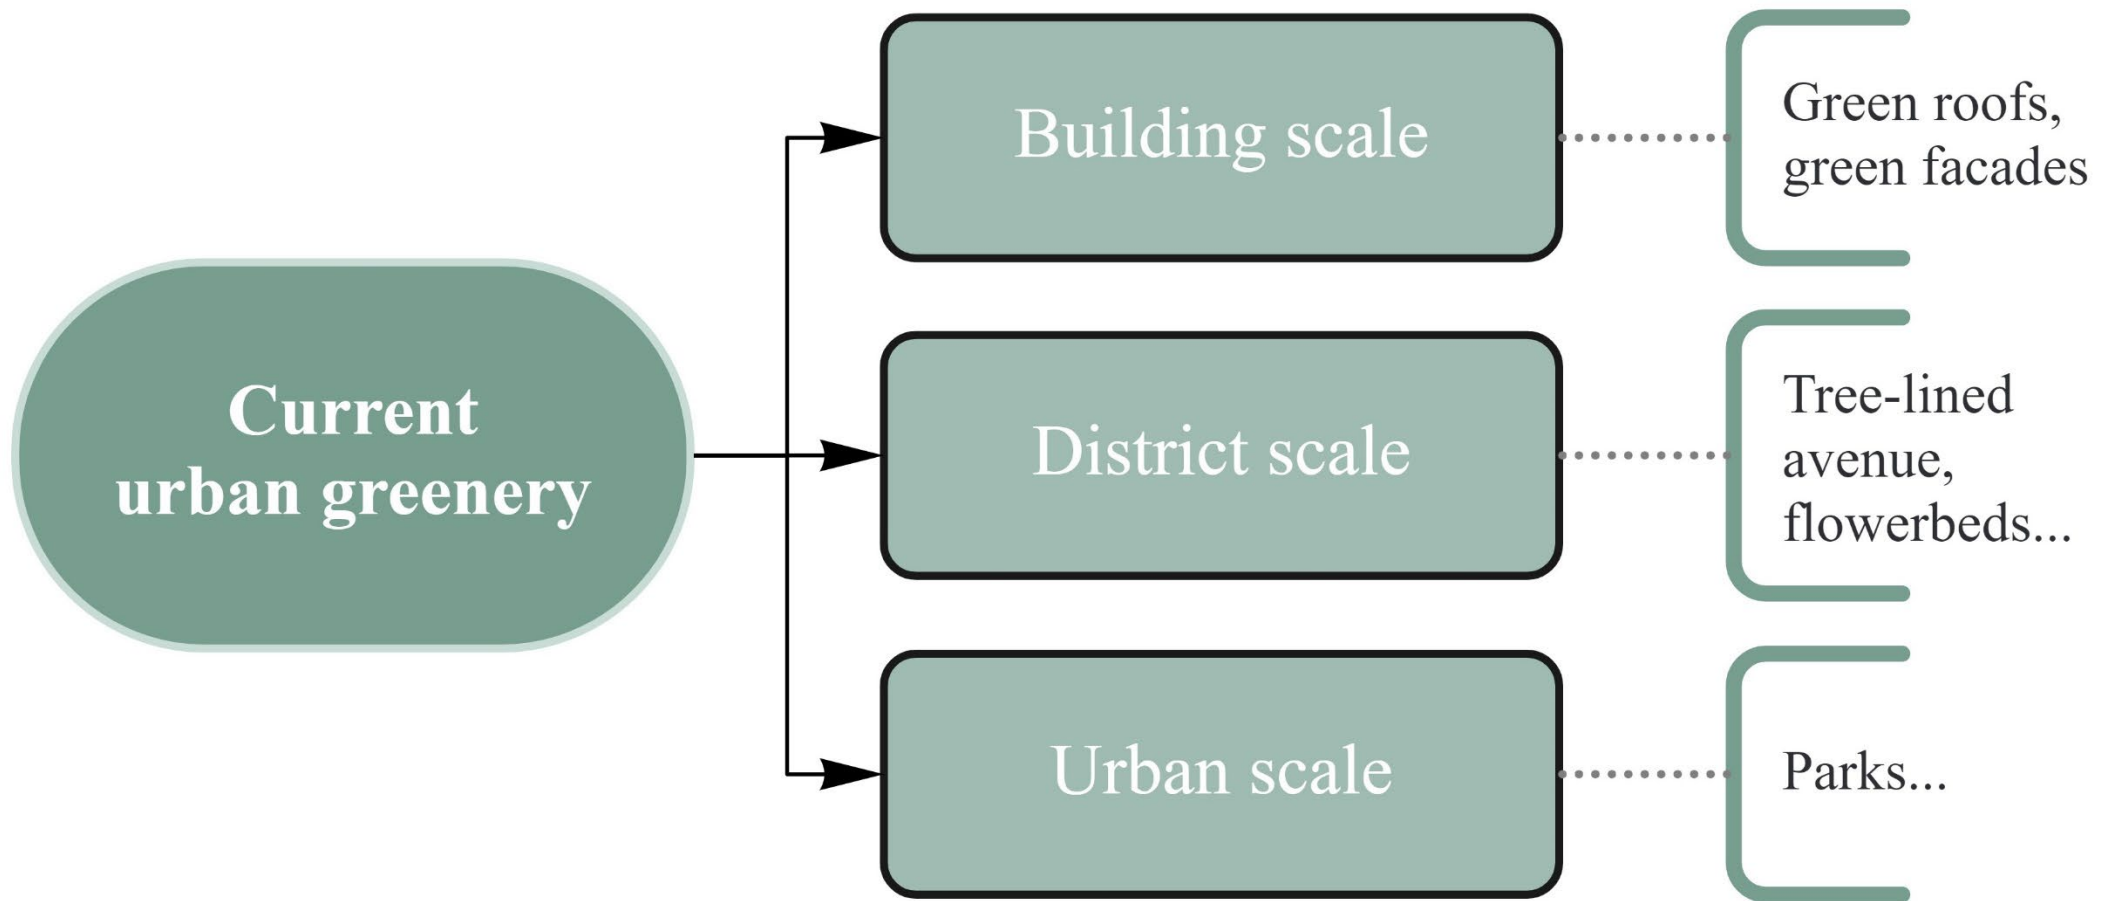 Current
urban greenery
Building scale
Green roofs,
green facades
District scale
Tree-lined
avenue,
flowerbeds...
Urban scale
Parks...